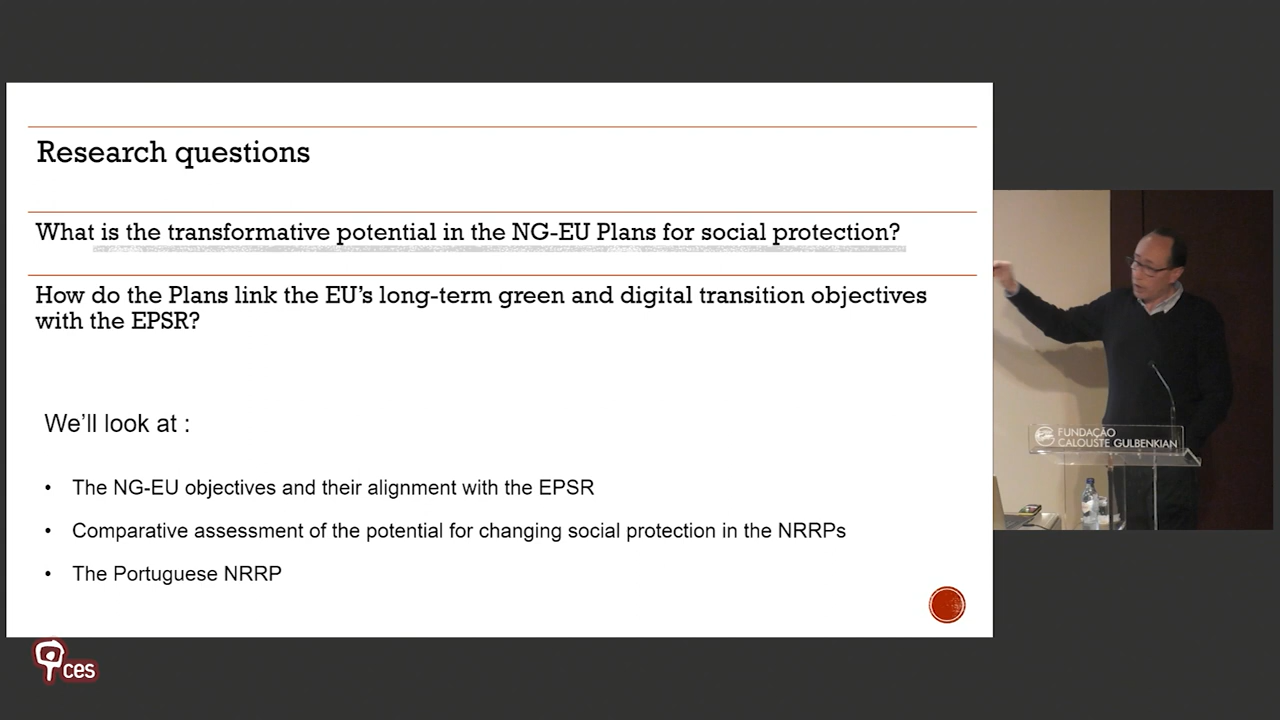 Research questions
What is the transformative potential in the NG-EU Plans for social protection?
How do the Plans link the EU's long-term green and digital transition objectives
with the EPSR?
We'll look at :
• The NG-EU objectives and their alignment with the EPSR
• Comparative assessment of the potential for changing social protection in the NRRPs
• The Portuguese NRRP
FUNDAÇÃO
CALOUSTE GULBENKIAN
ces